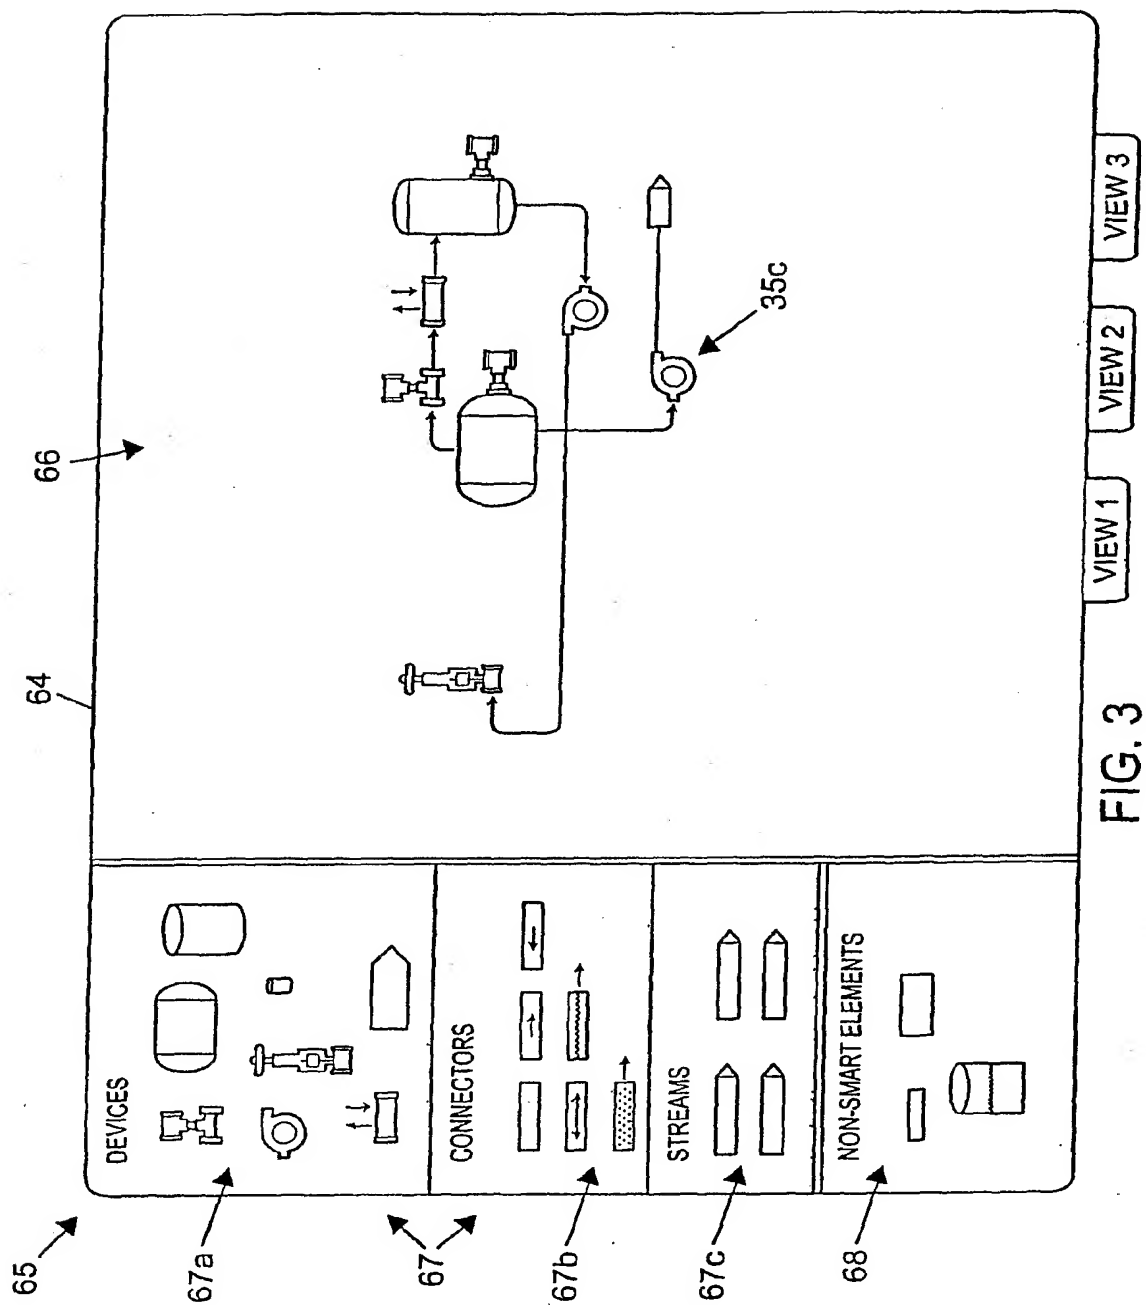 65
64
66
67a
DEVICES
67
CONNECTORS
67b
STREAMS
67c
NON-SMART ELEMENTS
68
35c
VIEW 1
VIEW 2
VIEW 3
FIG. 3